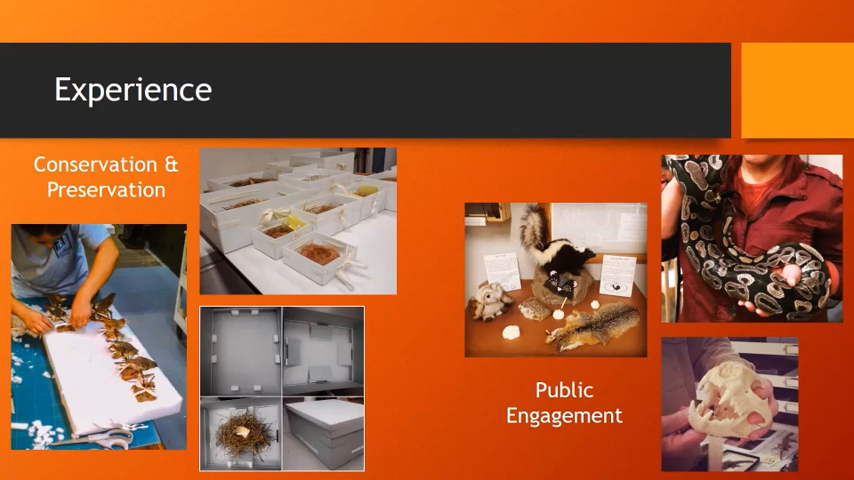 Experience
Conservation &
Preservation
Public
Engagement